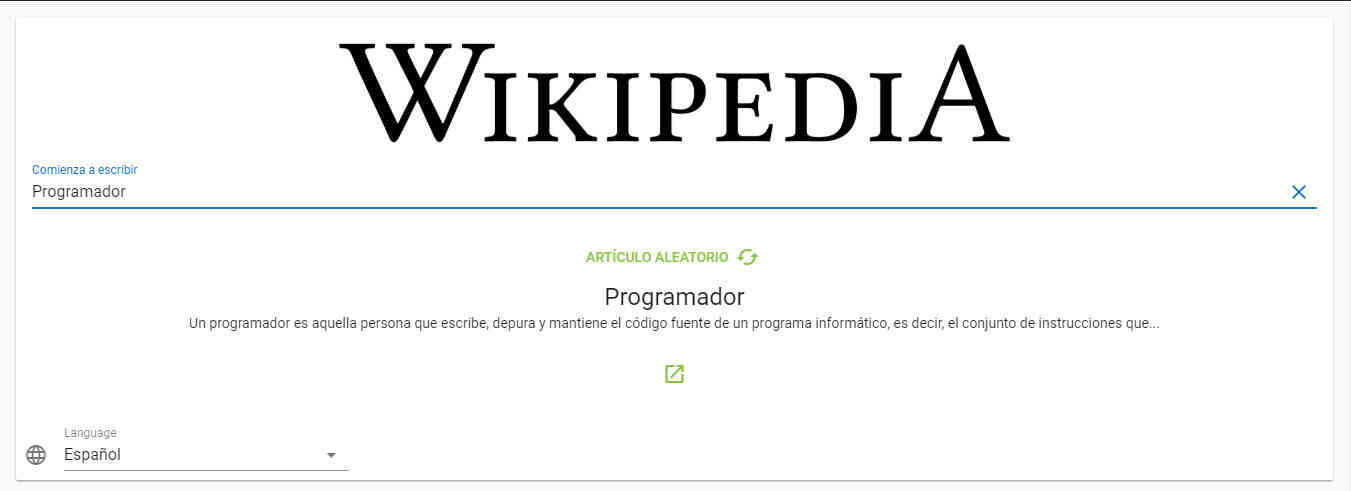 WIKIPEDIA
Comienza a escribir
Programador
ARTÍCULO ALEATORIO
Programador
Un programador es aquella persona que escribe, depura y mantiene el código fuente de un programa informático, es decir, el conjunto de instrucciones que...
Language
Español